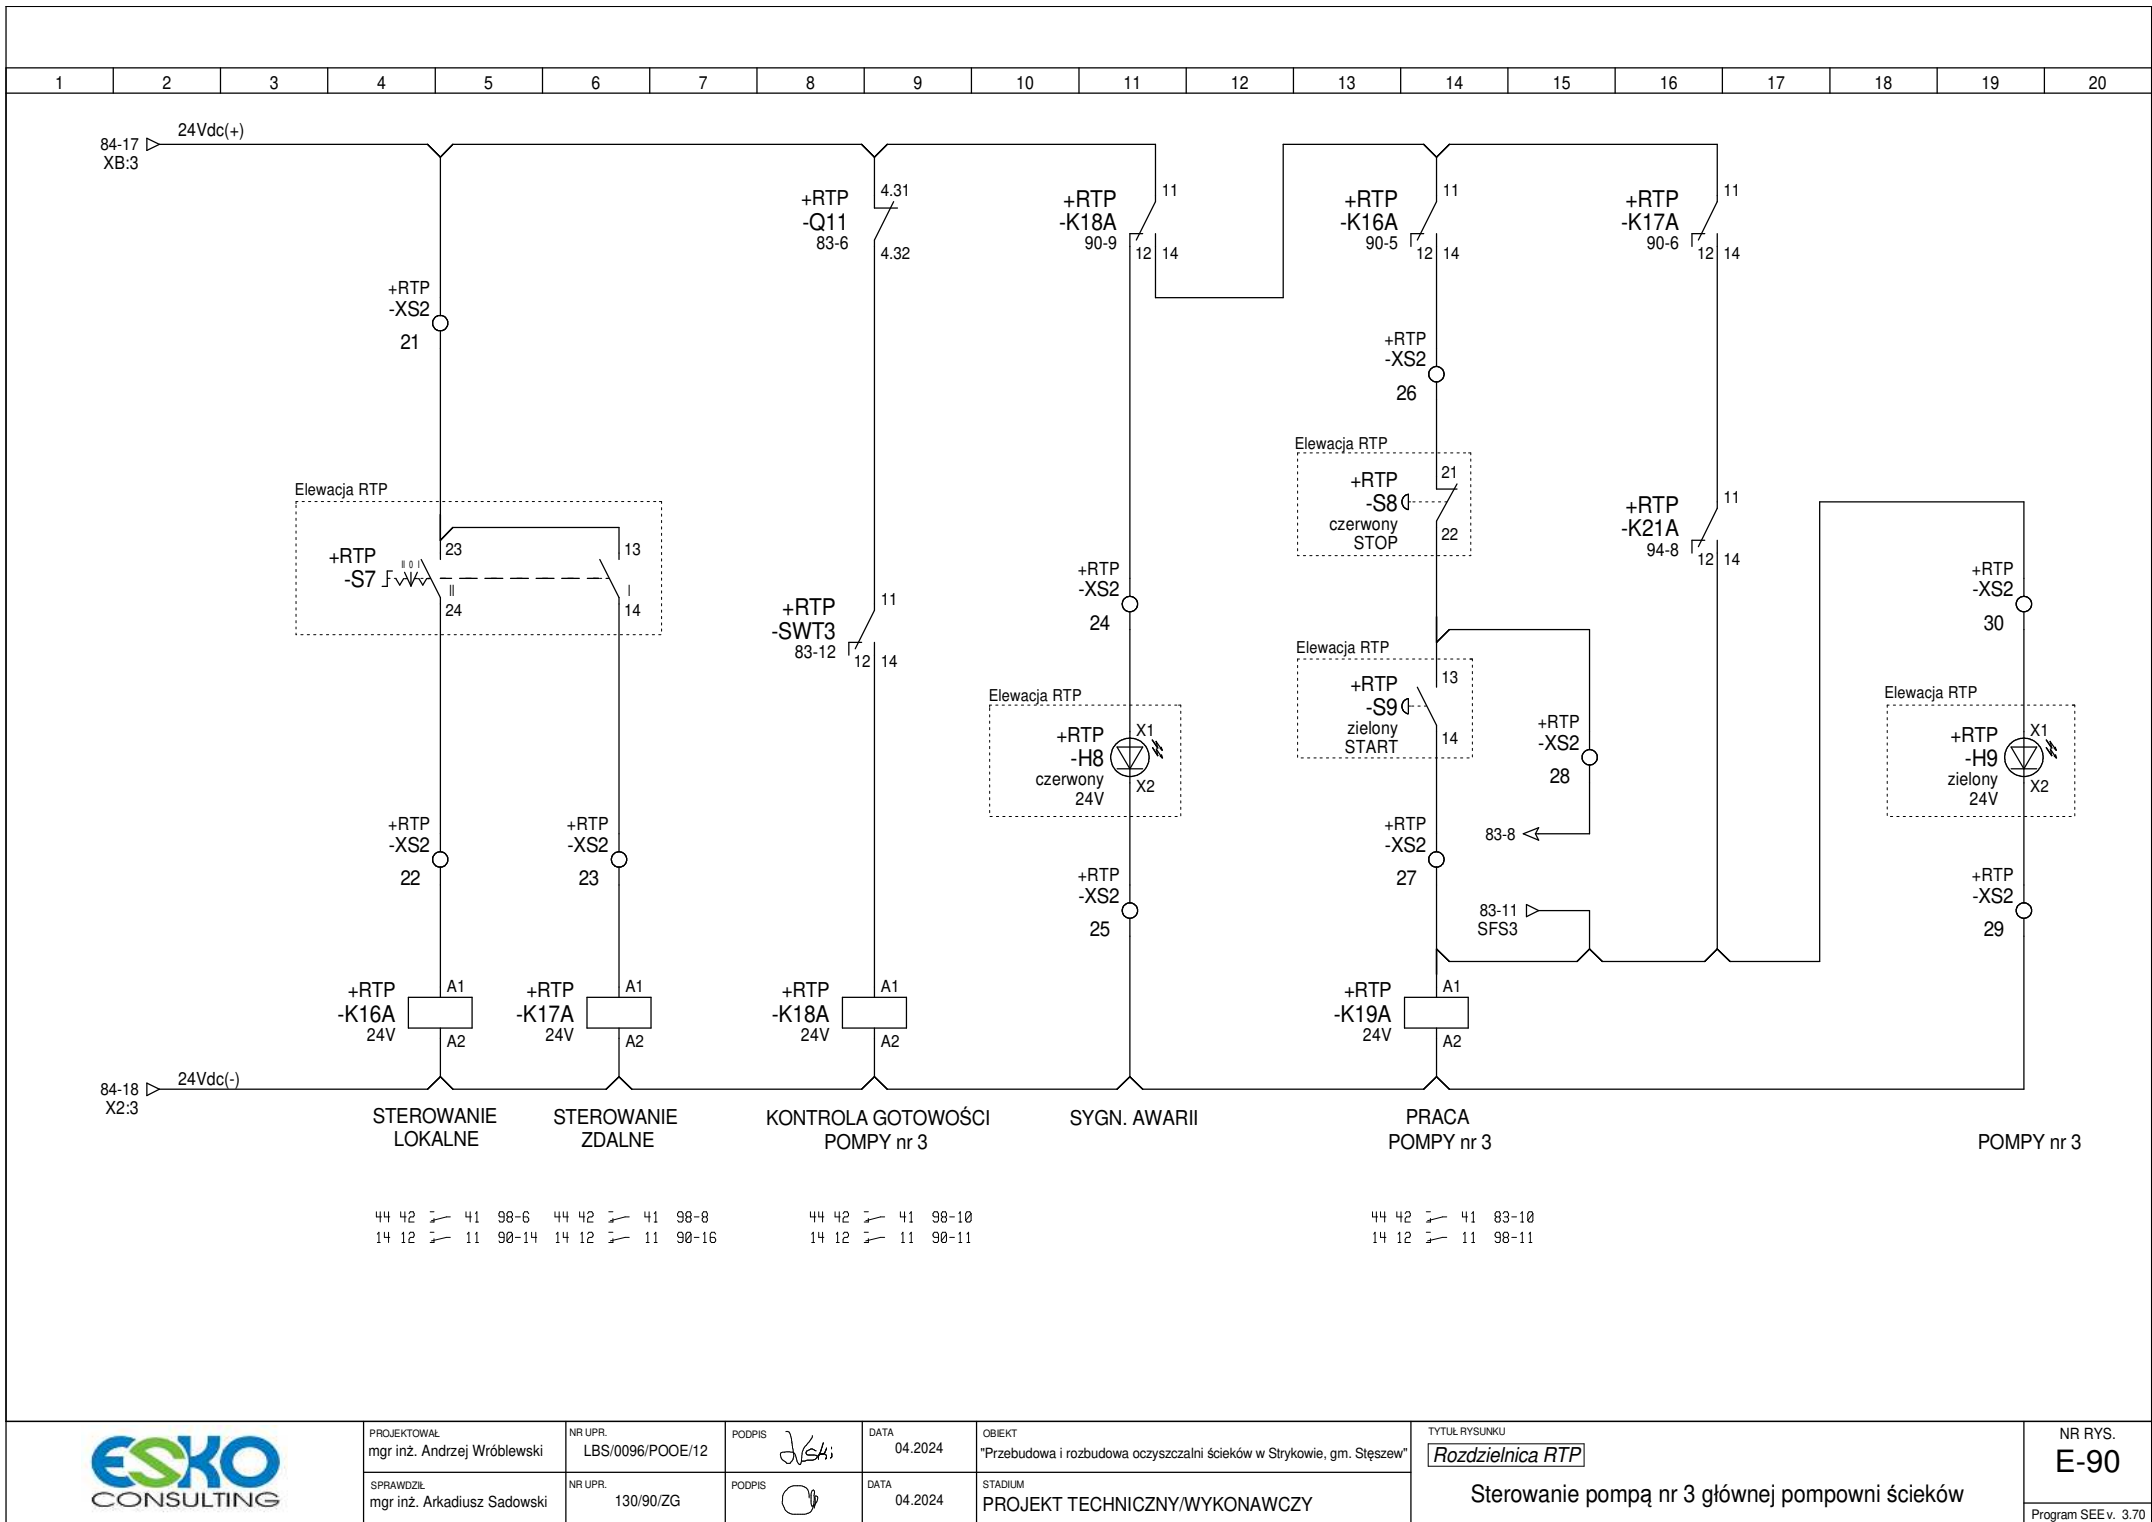 1 2 3 4 5 6 7 8 9 10 11 12 13 14 15 16 17 18 19 20
84-17
XB:3
24Vdc(+)
+RTP
-XS2
21
Elewacja RTP
+RTP
-S7
II 0 I
23
II
24
13
I
14
+RTP
-XS2
22
+RTP
-XS2
23
+RTP
-K16A
24V
A1
A2
+RTP
-K17A
24V
A1
A2
+RTP
-Q11
83-6
4.31
4.32
+RTP
-SWT3
83-12
11
12 14
+RTP
-K18A
24V
A1
A2
+RTP
-K18A
90-9
11
12 14
+RTP
-XS2
24
Elewacja RTP
+RTP
-H8
czerwony
24V
X1
X2
+RTP
-XS2
25
+RTP
-K16A
90-5
11
12 14
+RTP
-XS2
26
Elewacja RTP
+RTP
-S8
czerwony
STOP
21
22
Elewacja RTP
+RTP
-S9
zielony
START
13
14
+RTP
-XS2
28
83-8
+RTP
-XS2
27
83-11
SFS3
+RTP
-K19A
24V
A1
A2
+RTP
-K17A
90-6
11
12 14
+RTP
-K21A
94-8
11
12 14
+RTP
-XS2
30
Elewacja RTP
+RTP
-H9
zielony
24V
X1
X2
+RTP
-XS2
29
84-18
X2:3
24Vdc(-)
STEROWANIE
LOKALNE
STEROWANIE
ZDALNE
KONTROLA GOTOWOŚCI
POMPY nr 3
SYGN. AWARII
PRACA
POMPY nr 3
POMPY nr 3
44 42 41 98-6 44 42 41 98-8 44 42 41 98-10 44 42 41 83-10
14 12 11 90-14 14 12 11 90-16 14 12 11 90-11 14 12 11 98-11
ESKO
CONSULTING
PROJEKTOWAŁ
mgr inż. Andrzej Wróblewski
NR UPR.
LBS/0096/POOE/12
PODPIS
DATA
04.2024
OBIEKT
"Przebudowa i rozbudowa oczyszczalni ścieków w Strykowie, gm. Stęszew"
SPRAWDZIŁ
mgr inż. Arkadiusz Sadowski
NR UPR.
130/90/ZG
PODPIS
DATA
04.2024
STADIUM
PROJEKT TECHNICZNY/WYKONAWCZY
TYTUŁ RYSUNKU
Rozdzielnica RTP
Sterowanie pompą nr 3 głównej pompowni ścieków
NR RYS.
E-90
Program SEE v. 3.70